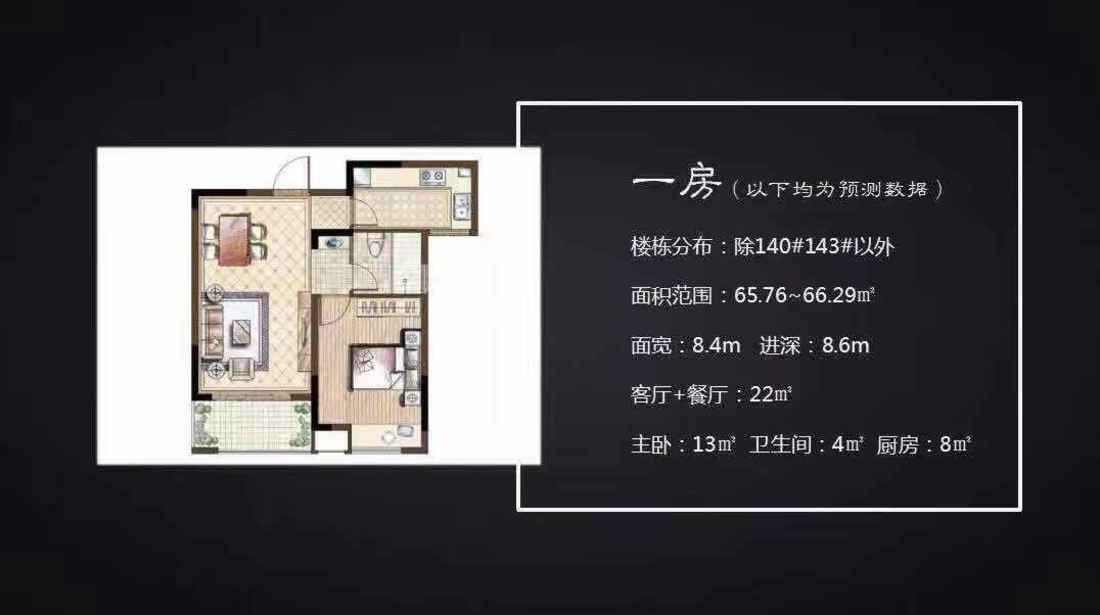 一房（以下均为预测数据）
楼栋分布：除140#143#以外
面积范围：65.76~66.29㎡
面宽：8.4m 进深：8.6m
客厅+餐厅：22㎡
主卧：13㎡ 卫生间：4㎡ 厨房：8㎡